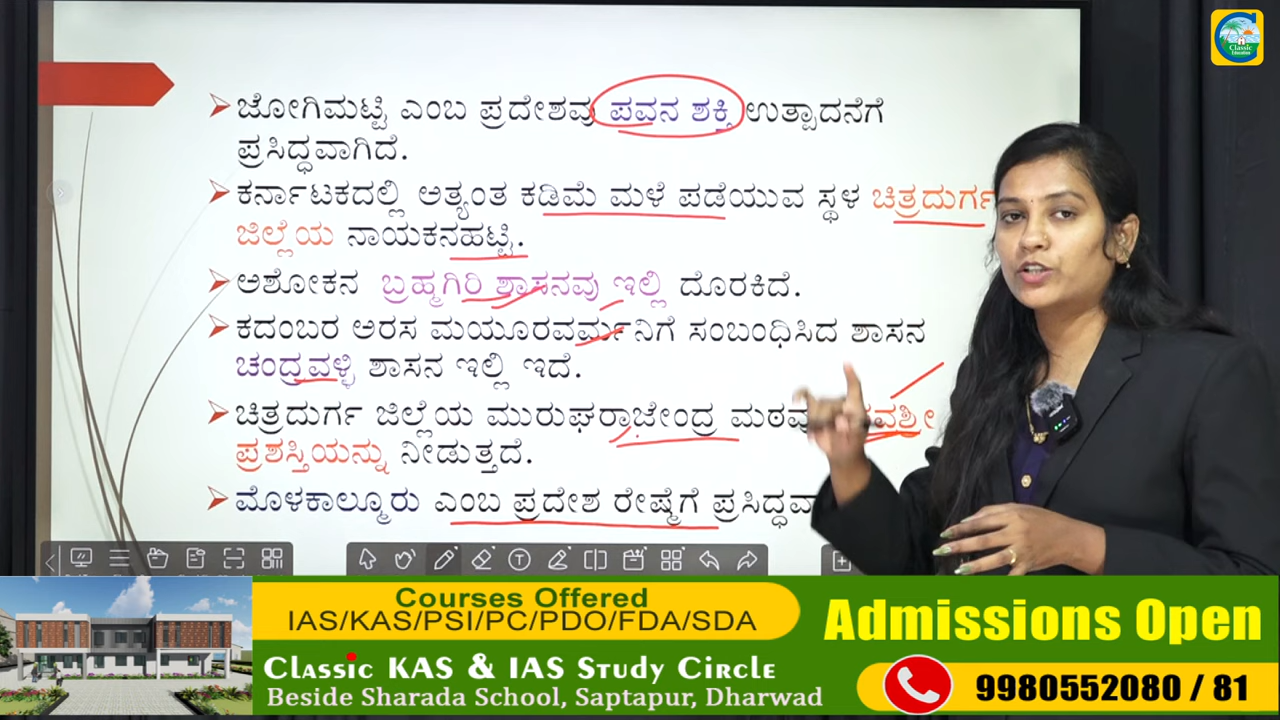 ಜೋಗಿಮಟ್ಟಿ ಎಂಬ ಪ್ರದೇಶವು ಪವನ ಶಕ್ತಿ ಉತ್ಪಾದನೆಗೆ
ಪ್ರಸಿದ್ಧವಾಗಿದೆ.
ಕರ್ನಾಟಕದಲ್ಲಿ ಅತ್ಯಂತ ಕಡಿಮೆ ಮಳೆ ಪಡೆಯುವ ಸ್ಥಳ ಚಿತ್ರದುರ್ಗ
ಜಿಲ್ಲೆಯ ನಾಯಕನಹಟ್ಟಿ.
ಅಶೋಕನ ಬ್ರಹ್ಮಗಿರಿ ಶಾಸನವು ಇಲ್ಲಿ ದೊರಕಿದೆ.
ಕದಂಬರ ಅರಸ ಮಯೂರವರ್ಮನಿಗೆ ಸಂಬಂಧಿಸಿದ ಶಾಸನ
ಚಂದ್ರವಳ್ಳಿ ಶಾಸನ ಇಲ್ಲಿ ಇದೆ.
ಚಿತ್ರದುರ್ಗ ಜಿಲ್ಲೆಯ ಮುರುಘರಾಜೇಂದ್ರ ಮಠವು
ಪ್ರಶಸ್ತಿಯನ್ನು ನೀಡುತ್ತದೆ.
ಮೊಳಕಾಲ್ಮೂರು ಎಂಬ ಪ್ರದೇಶ ರೇಷ್ಮೆಗೆ
Classic
Education
Courses Offered
IAS/KAS/PSI/PC/PDO/FDA/SDA
Classic KAS & IAS Study Circle
Beside Sharada School, Saptapur, Dharwad
Admissions Open
9980552080 / 81